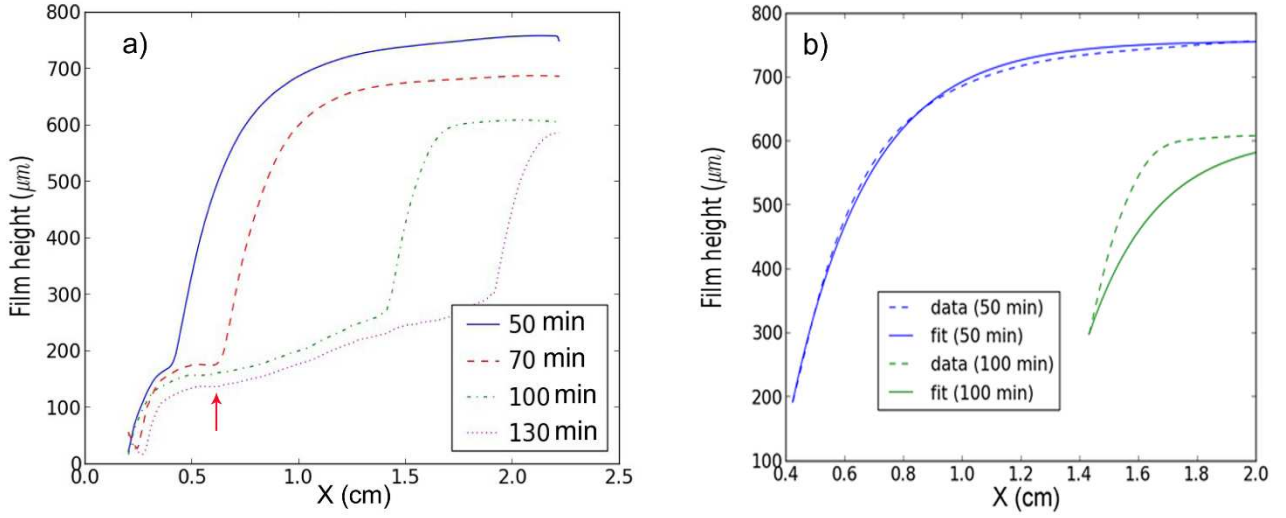 a)
800
700
600
500
400
300
200
100
0
Film height (μm)
0.0 0.5 1.0 1.5 2.0 2.5
X (cm)
50 min
70 min
100 min
130 min
b)
800
700
600
500
400
300
200
100
Film height (μm)
0.4 0.6 0.8 1.0 1.2 1.4 1.6 1.8 2.0
X (cm)
data (50 min)
fit (50 min)
data (100 min)
fit (100 min)